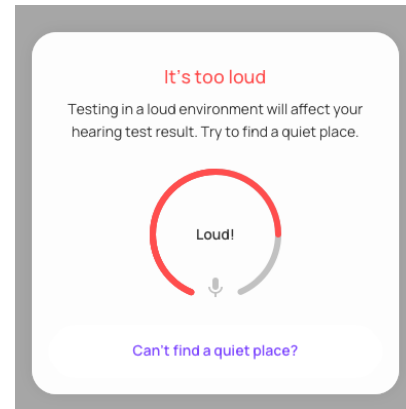 It's too loud
Testing in a loud environment will affect your
hearing test result. Try to find a quiet place.
Loud!
Can't find a quiet place?